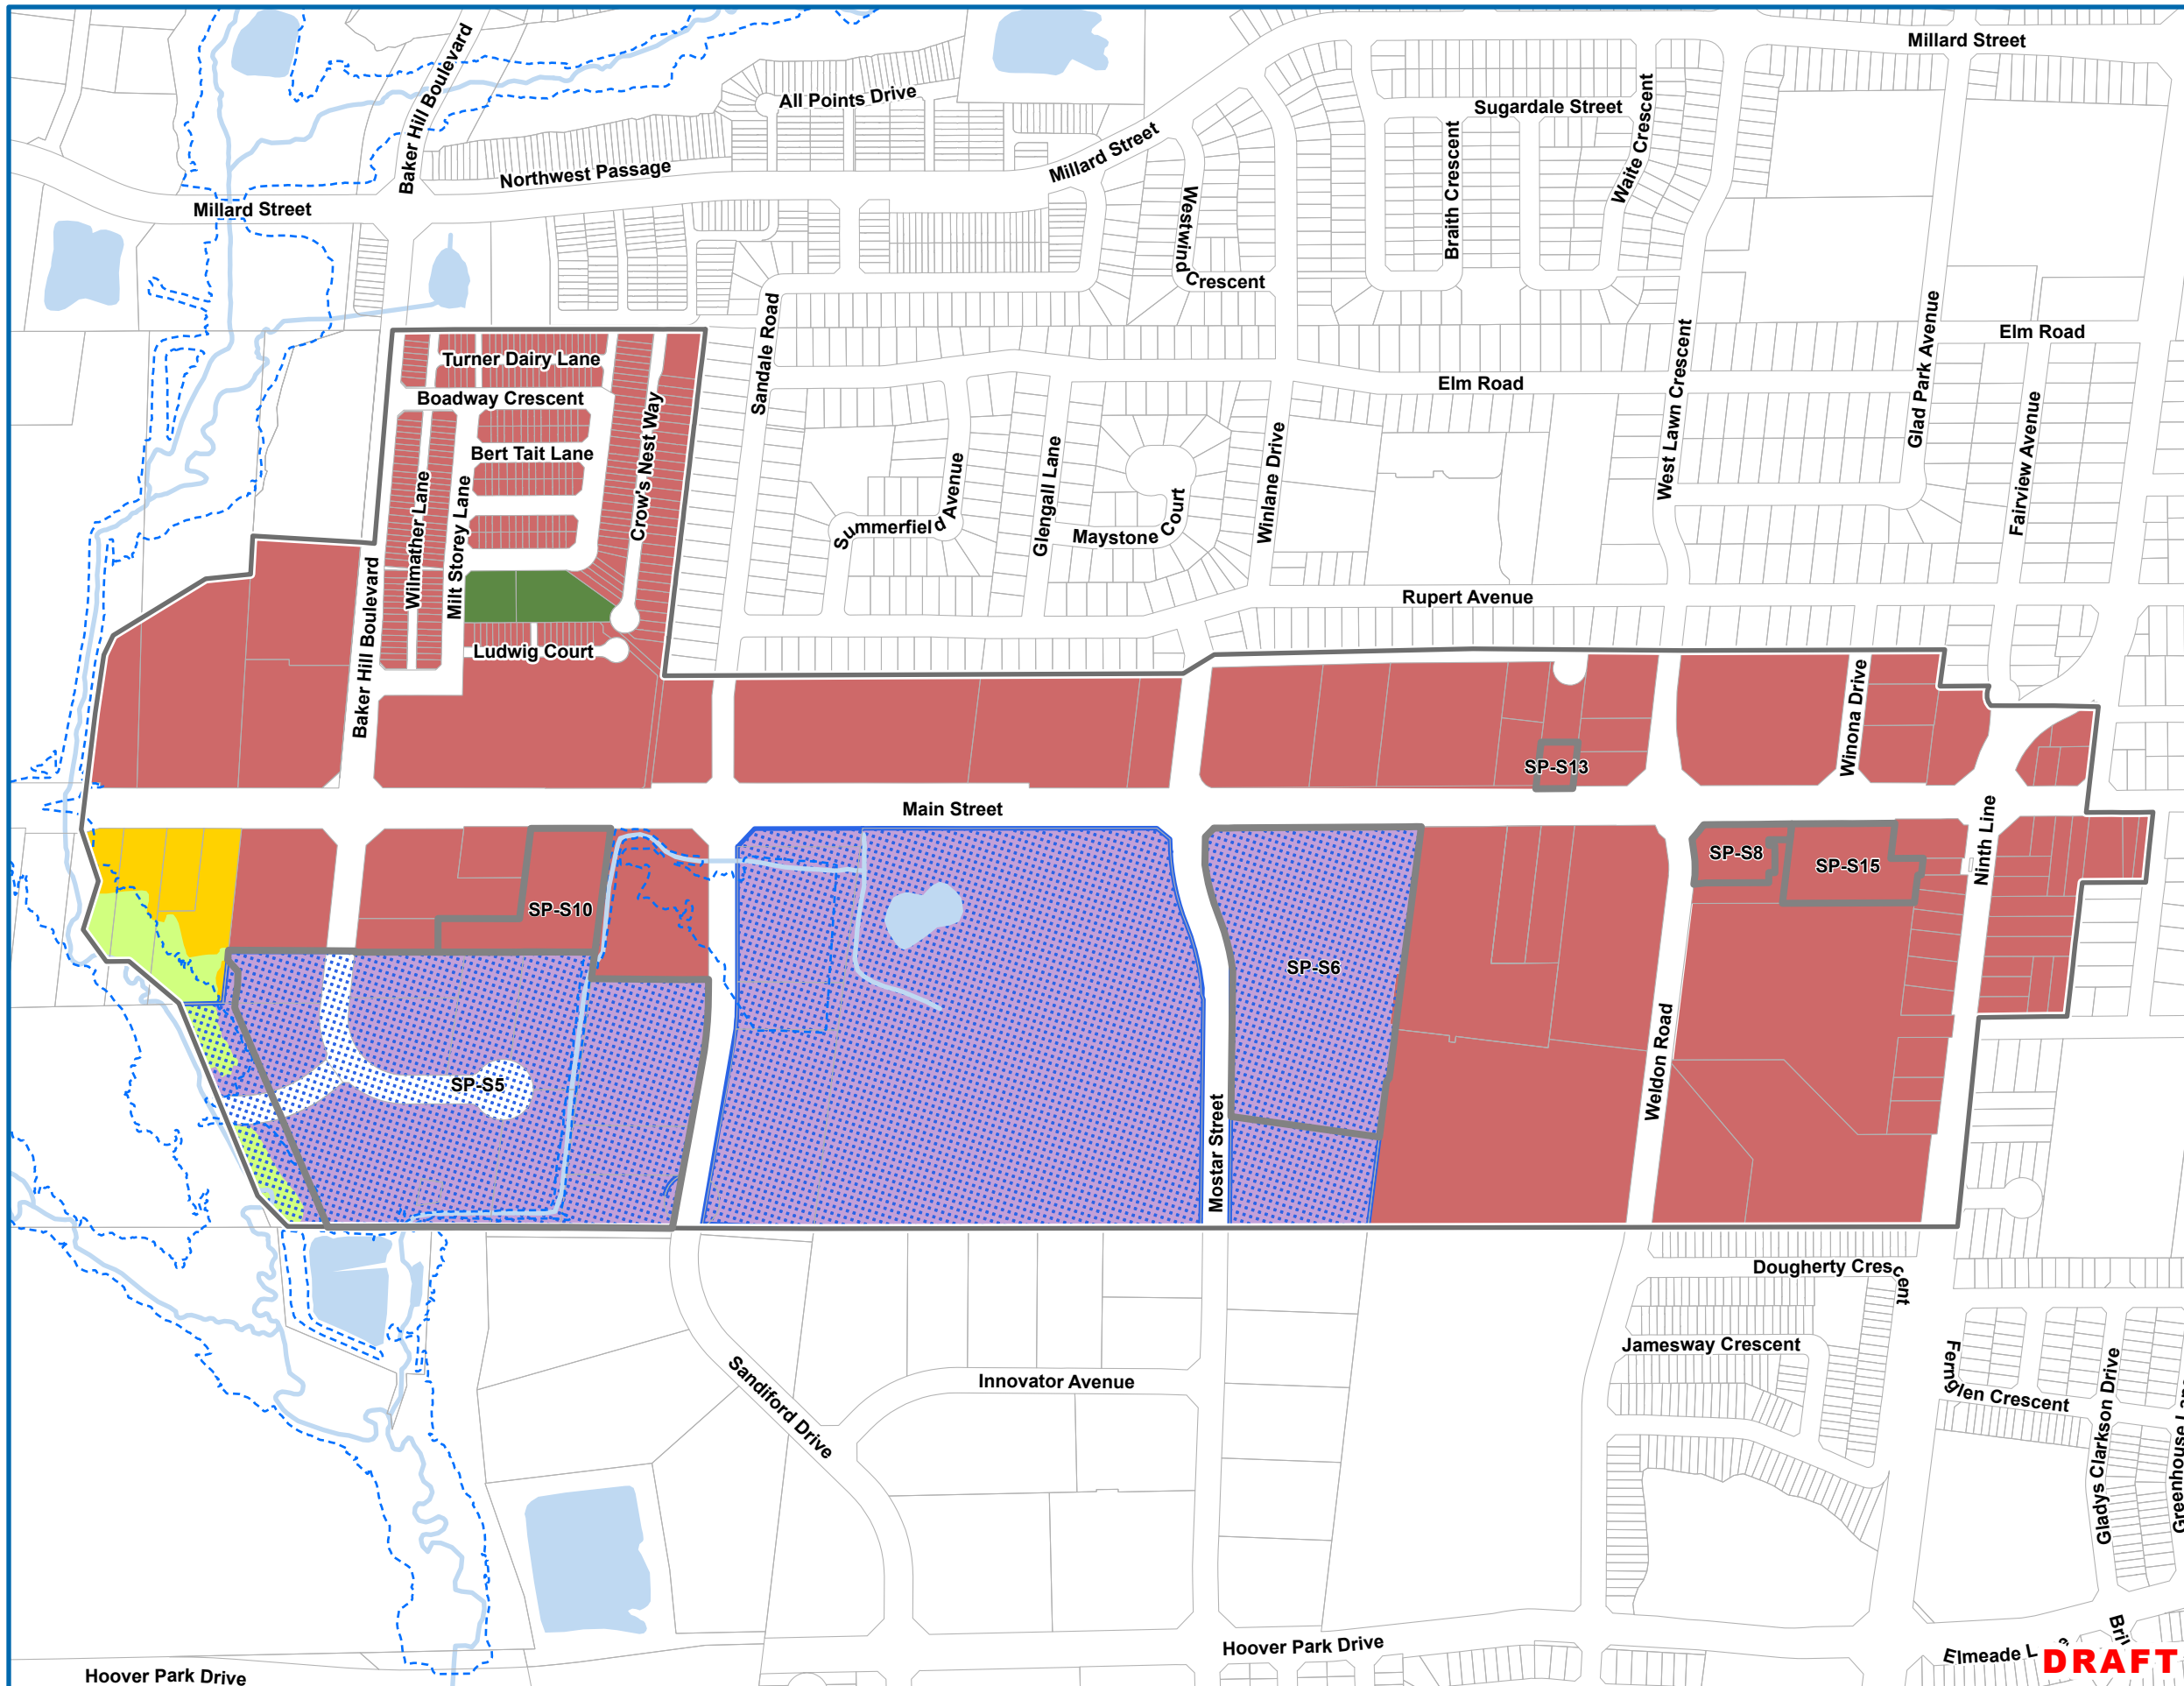 Millard Street
Baker Hill Boulevard
All Points Drive
Sugardale Street
Waite Crescent
Northwest Passage
Millard Street
Braith Crescent
Millard Street
Westwind
Crescent
Sandale Road
Glad Park Avenue
Elm Road
Turner Dairy Lane
Elm Road
Boadway Crescent
West Lawn Crescent
Crow's Nest Way
Bert Tait Lane
Fairview Avenue
Winlane Drive
Glengall Lane
Wilmather Lane
Milt Storey Lane
Summerfield Avenue
Maystone Court
Rupert Avenue
Baker Hill Boulevard
Ludwig Court
Winona Drive
SP-S13
Main Street
Ninth Line
SP-S8
SP-S15
SP-S10
SP-S6
SP-S5
Weldon Road
Mostar Street
Dougherty Crescent
Jamesway Crescent
Innovator Avenue
Sandiford Drive
Fernglen Crescent
Gladys Clarkson Drive
Greenhouse
Hoover Park Drive
Elmeade L
DRAFT
Hoover Park Drive